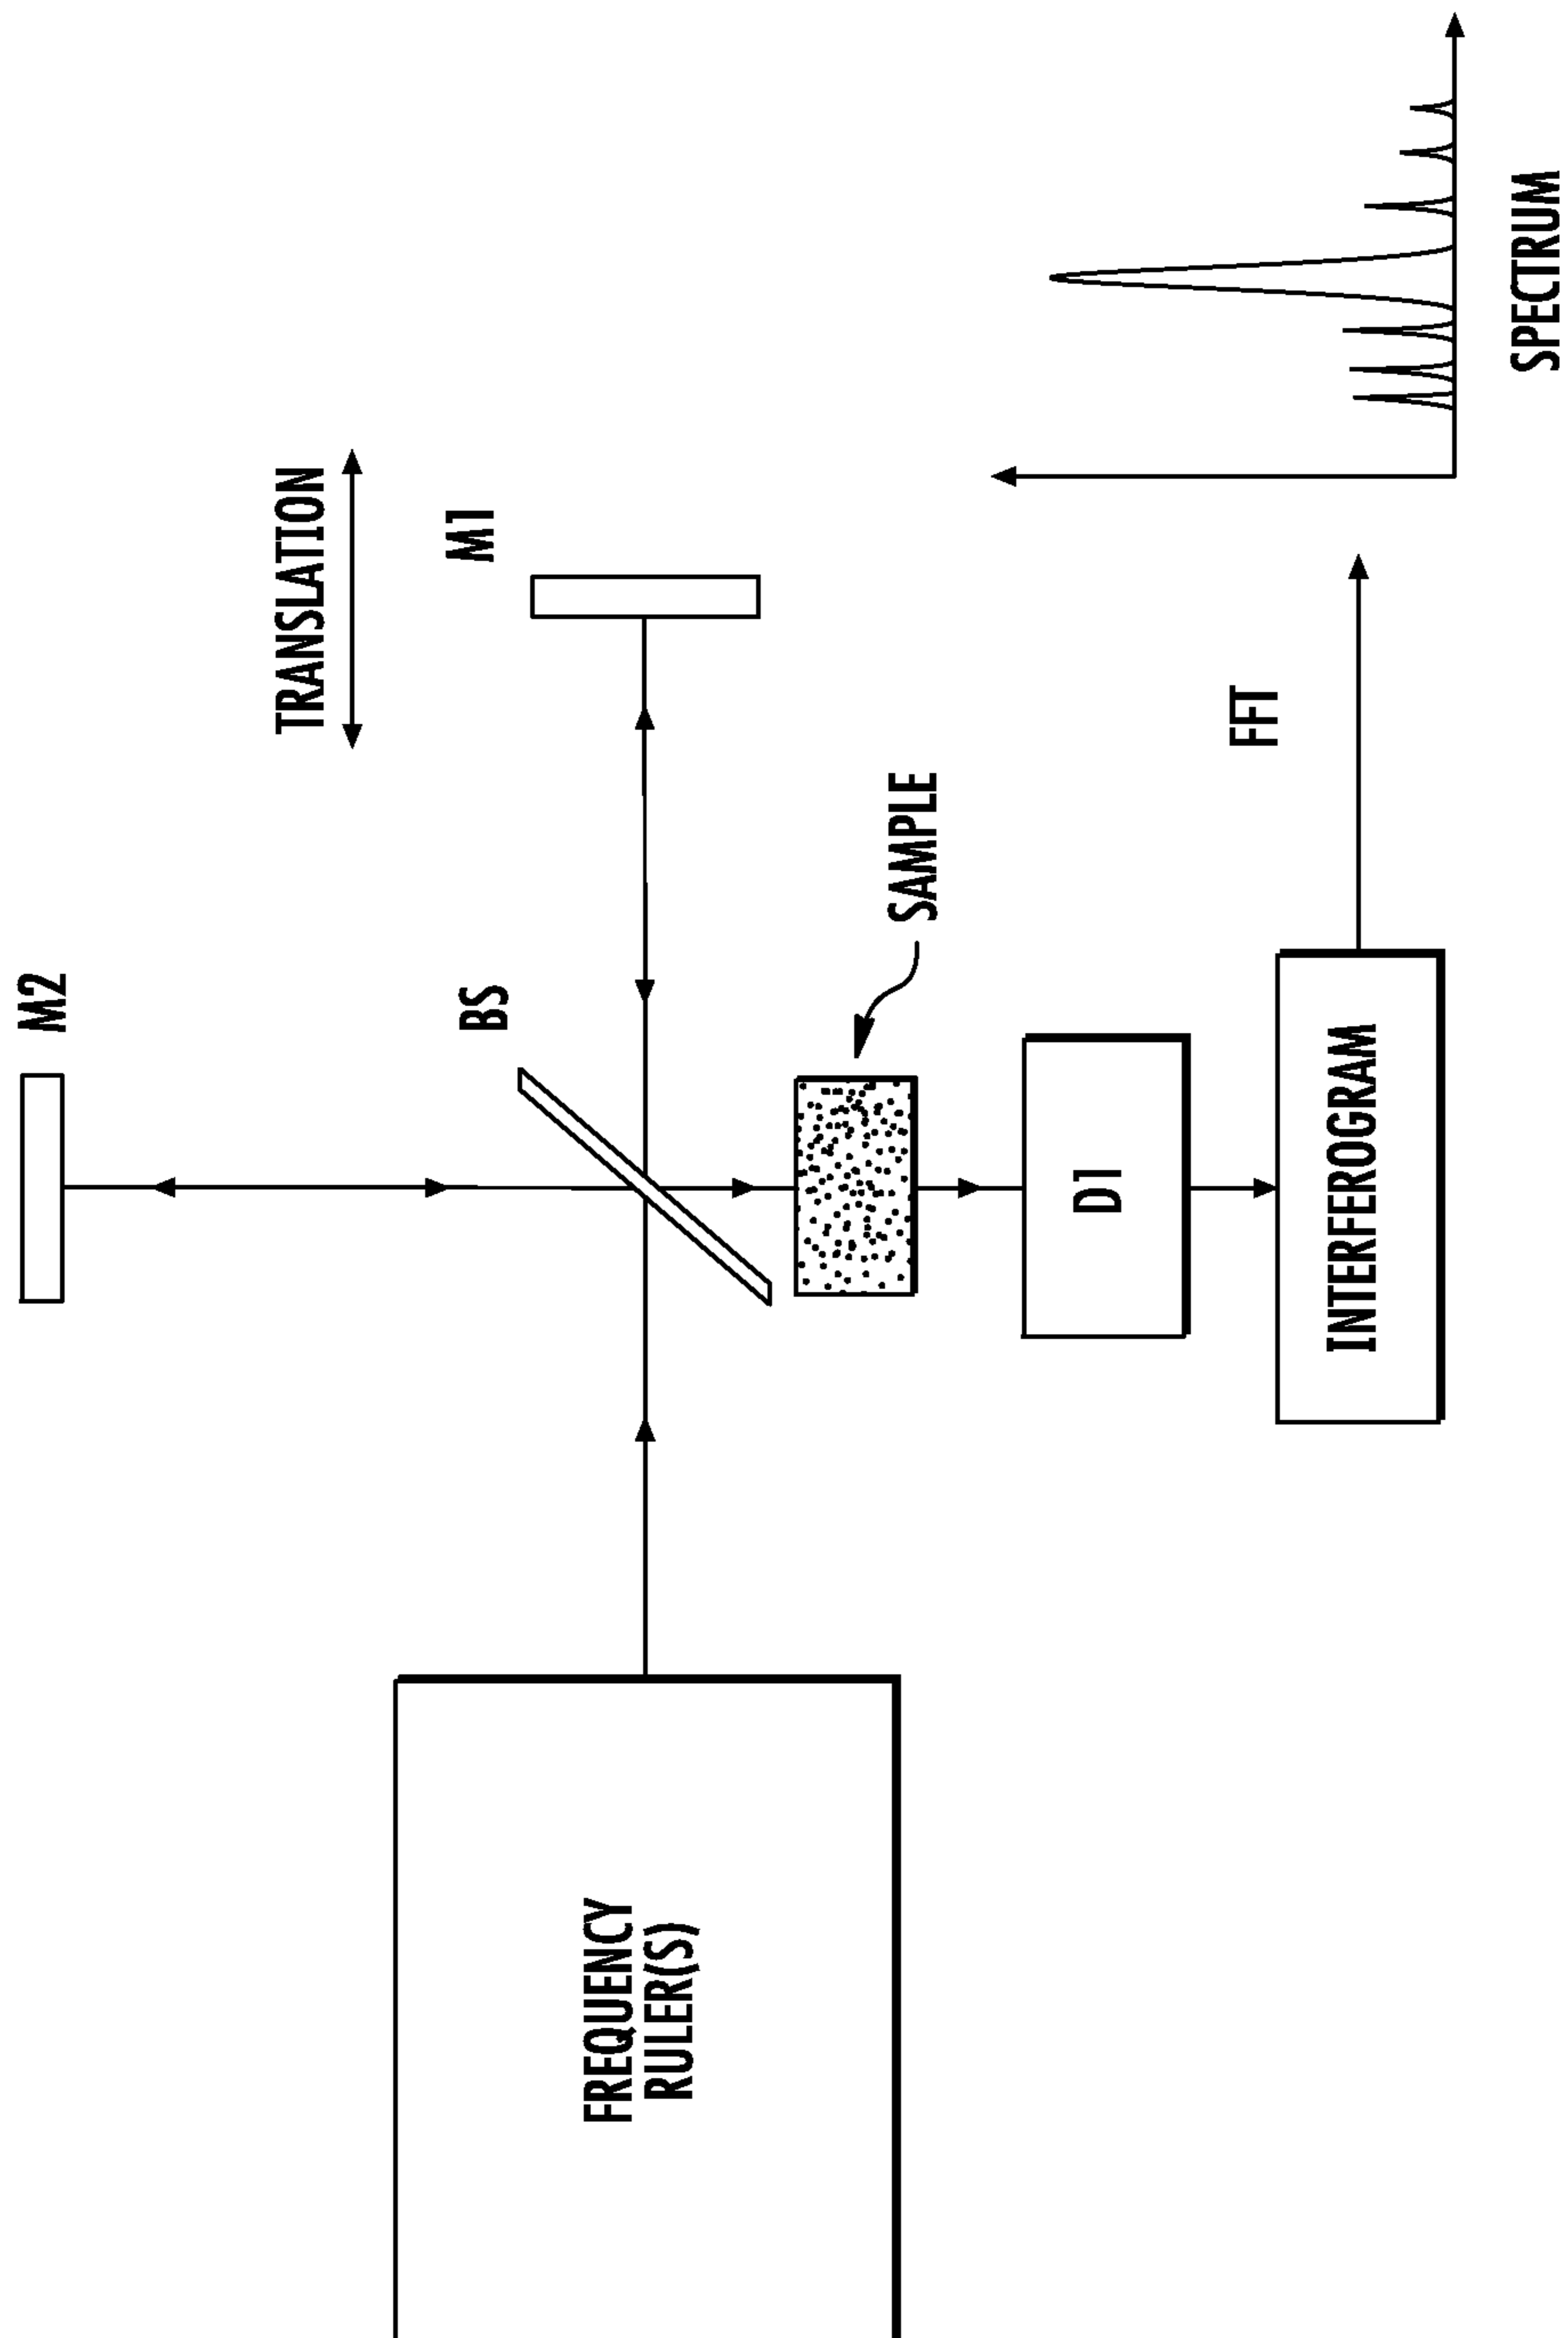 M2
TRANSLATION
M1
BS
SAMPLE
FREQUENCY
RULER(S)
D1
FFT
INTERFEROGRAM
SPECTRUM